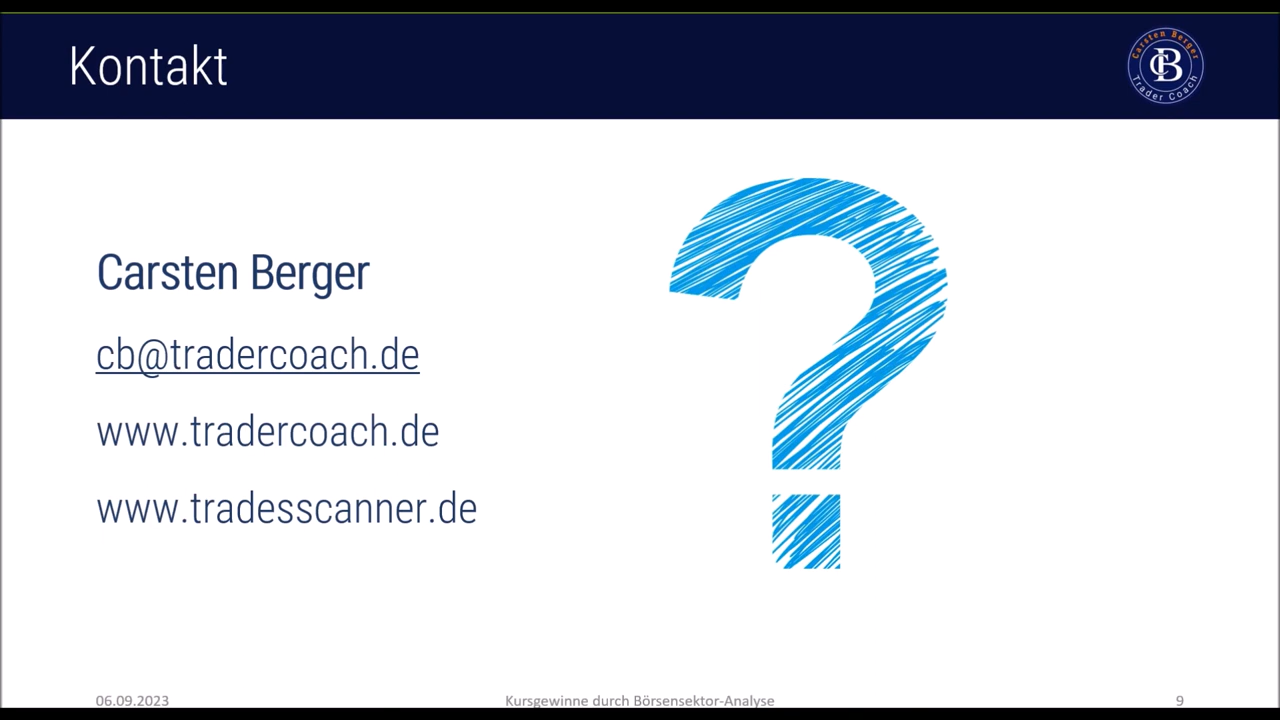 Kontakt
Carsten Berger
CB
Trader Coach
Carsten Berger
cb@tradercoach.de
www.tradercoach.de
www.tradesscanner.de
?
06.09.2023
Kursgewinne durch Börsensektor-Analyse
9